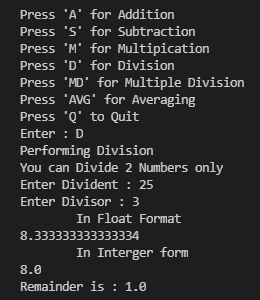 Press 'A' for Addition
Press 'S' for Subtraction
Press 'M' for Multipication
Press 'D' for Division
Press 'MD' for Multiple Division
Press 'AVG' for Averaging
Press 'Q' to Quit
Enter : D
Performing Division
You can Divide 2 Numbers only
Enter Divident : 25
Enter Divisor : 3
In Float Format
8.333333333333334
In Interger form
8.0
Remainder is : 1.0